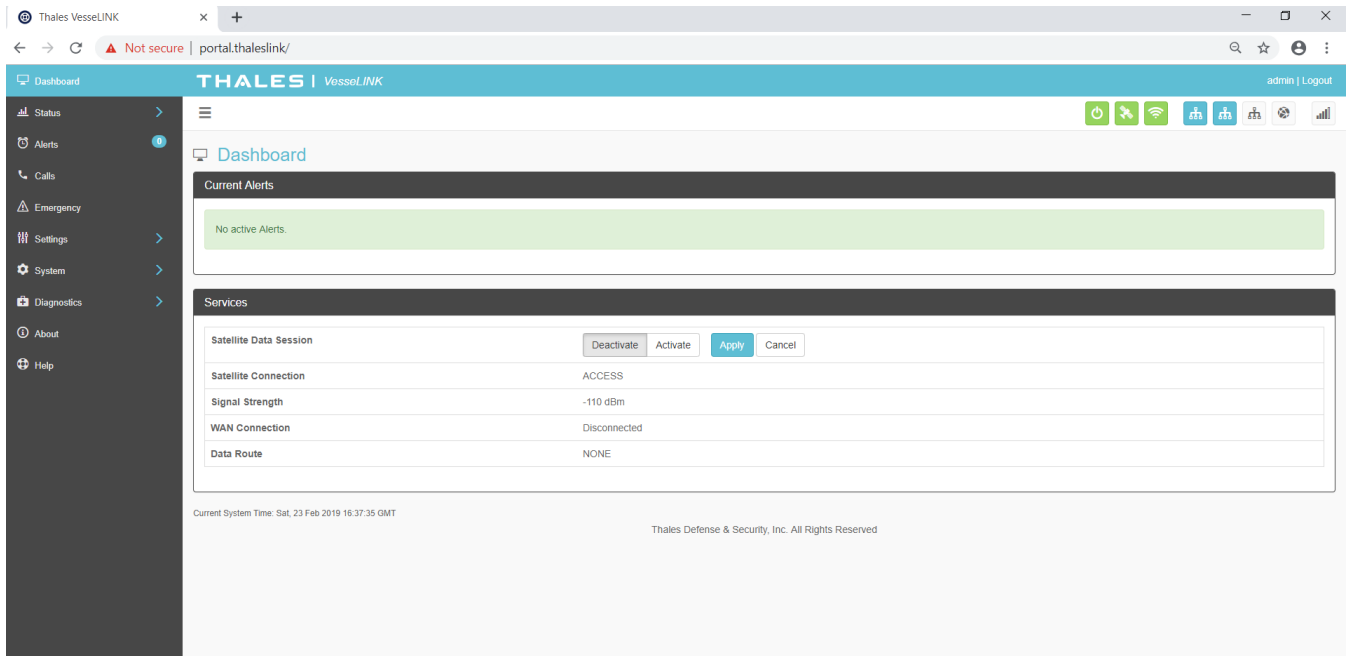 Thales VesseLINK
Not secure | portal.thaleslink/
Dashboard
THALES | VesseLINK
admin | Logout
Status
Alerts
0
Calls
Emergency
Settings
System
Diagnostics
About
Help
Dashboard
Current Alerts
No active Alerts.
Services
Satellite Data Session
Deactivate Activate Apply Cancel
Satellite Connection ACCESS
Signal Strength -110 dBm
WAN Connection Disconnected
Data Route NONE
Current System Time: Sat, 23 Feb 2019 16:37:35 GMT
Thales Defense & Security, Inc. All Rights Reserved